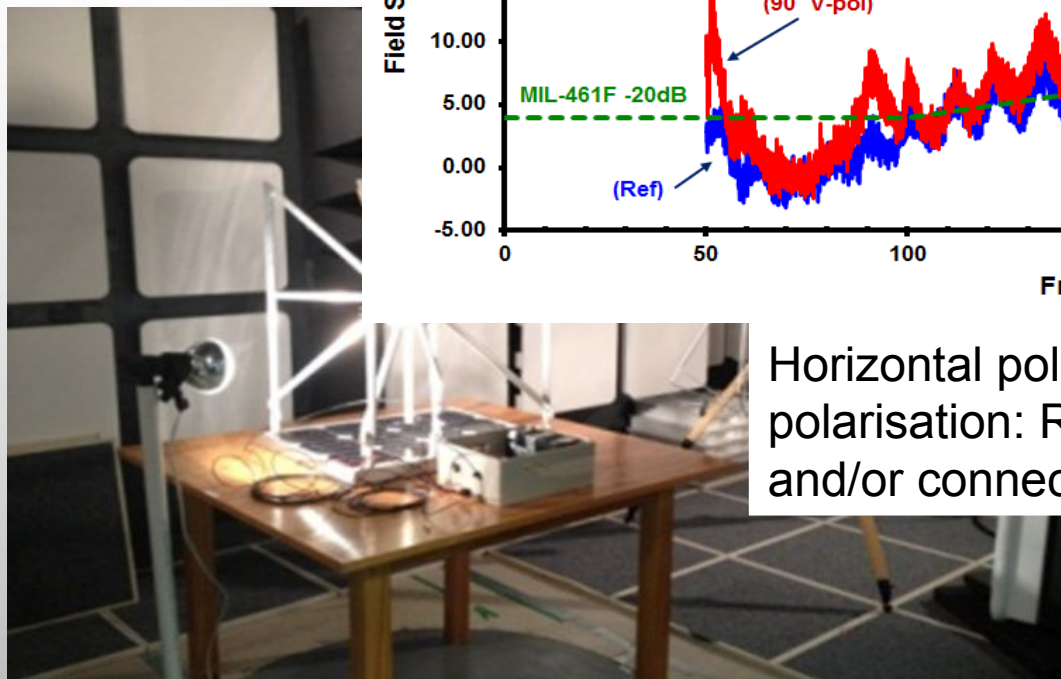 Field S
(90° V-pol)
10.00
MIL-461F -20dB
5.00
0.00
(Ref)
-5.00
0
50
100
Fr
Horizontal pol
polarisation: R
and/or connec